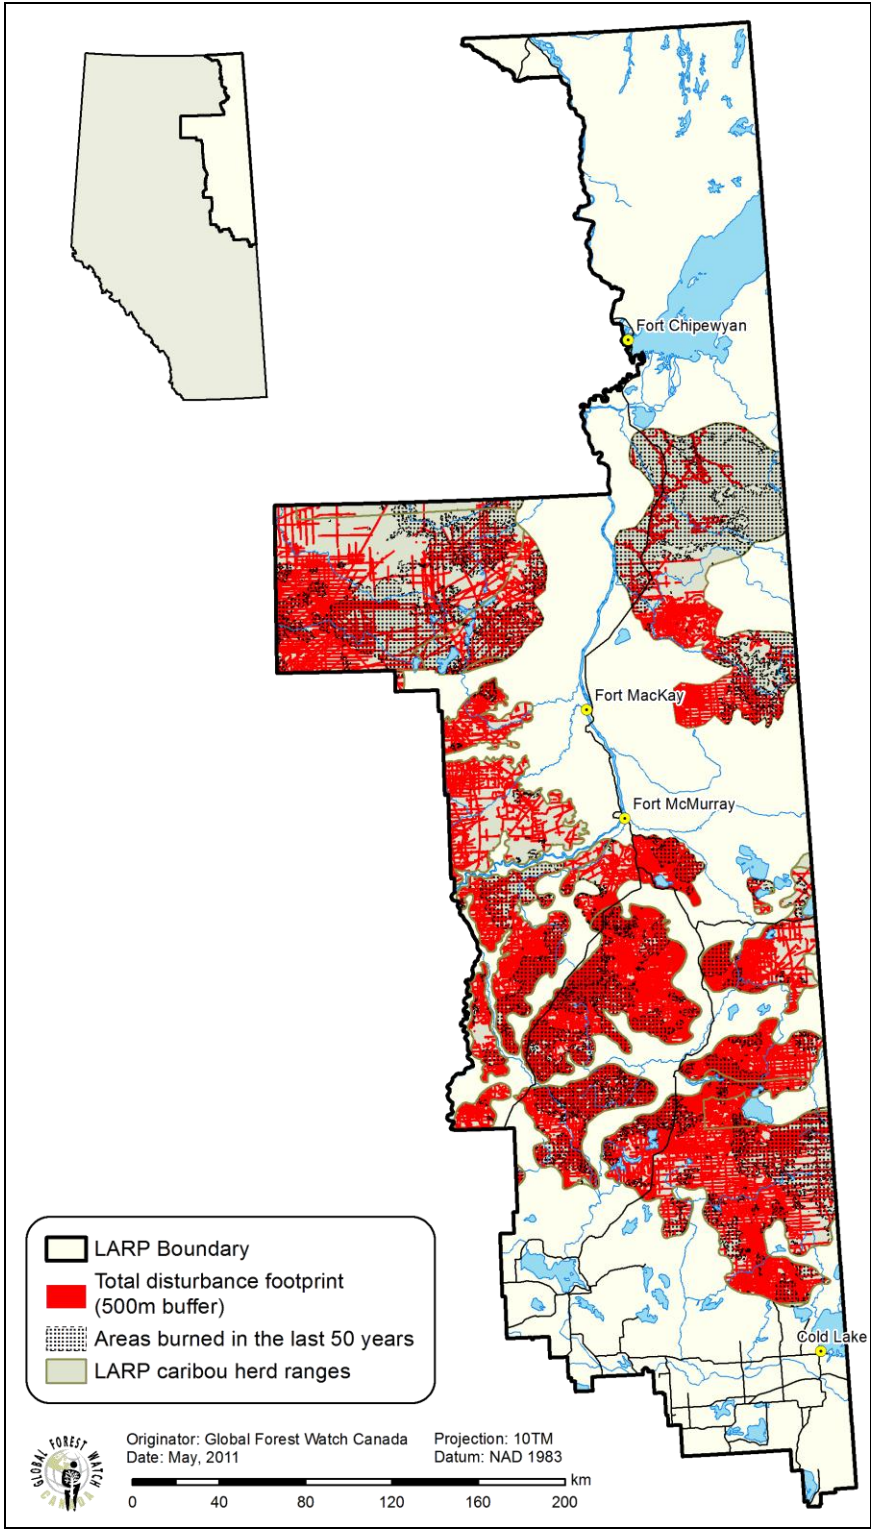 Fort Chipewyan
Fort MacKay
Fort McMurray
LARP Boundary
Total disturbance footprint
(500m buffer)
Areas burned in the last 50 years
LARP caribou herd ranges
Cold Lake
GLOBAL FOREST WATCH
CANADA
Originator: Global Forest Watch Canada
Date: May, 2011
Projection: 10TM
Datum: NAD 1983
km
0 40 80 120 160 200